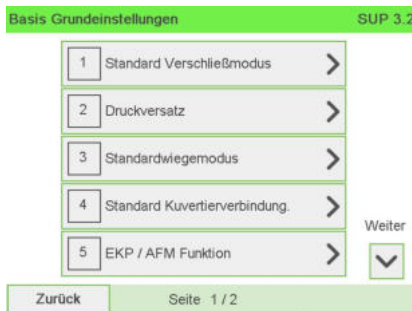 Basis Grundeinstellungen SUP 3.2
1 Standard Verschließmodus
2 Druckversatz
3 Standardwiegemodus
4 Standard Kuvertierverbindung.
5 EKP / AFM Funktion
Weiter
Zurück Seite 1 / 2